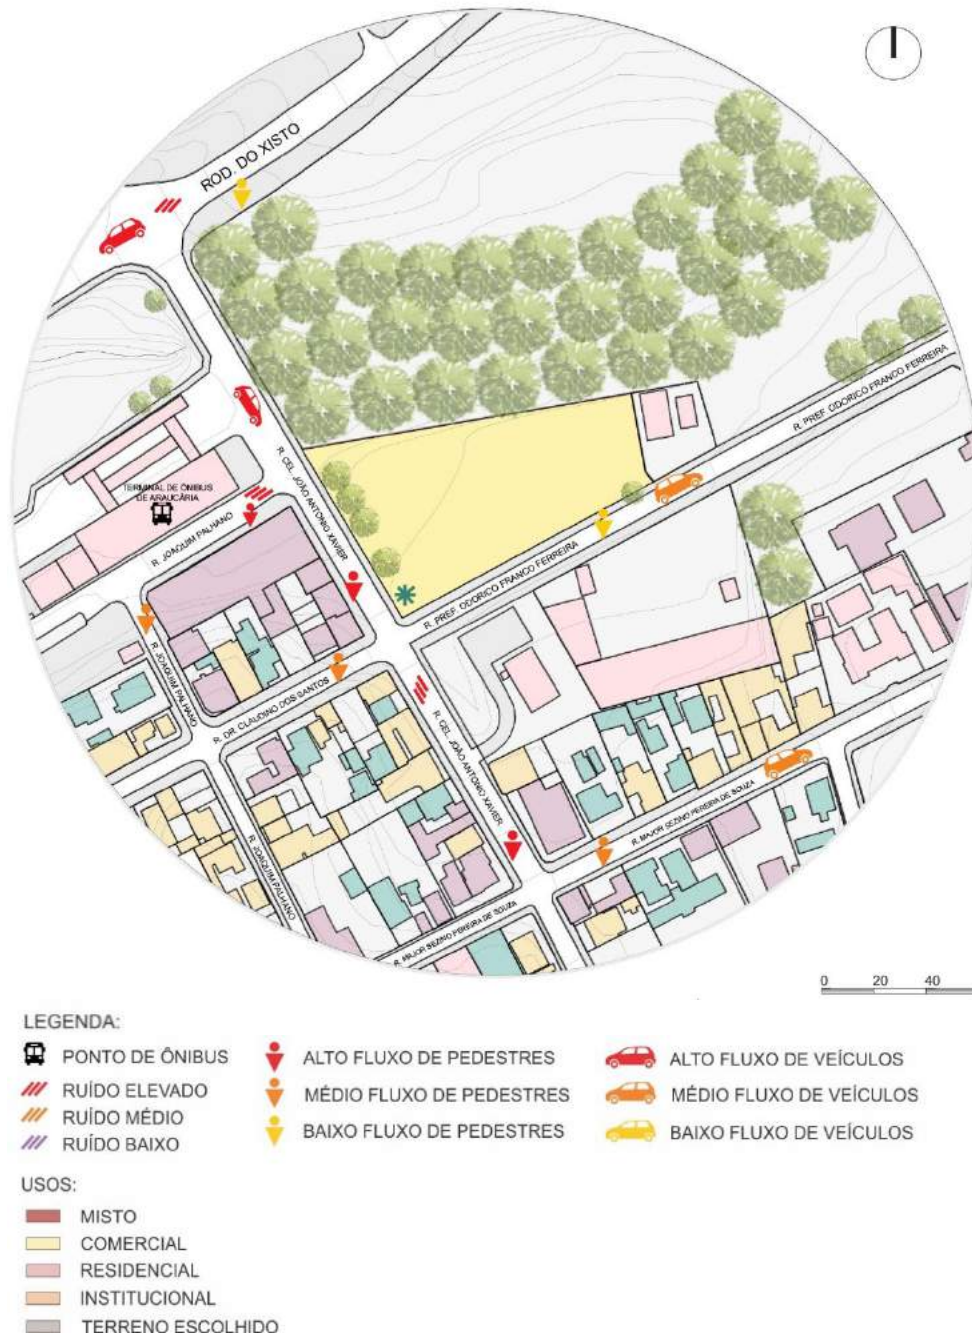 ROD. DO XISTO
R. PREF. ODORICO FRANCO FERREIRA
R. CEL. JOÃO ANTONIO XAVIER
TERMINAL DE ÔNIBUS
DE ARAUCÁRIA
R. JOAQUIM PALHANO
R. PREF. ODORICO FRANCO FERREIRA
R. JOAQUIM PALHANO
R. DR. CLAUDINO DOS SANTOS
R. CEL. JOÃO ANTONIO XAVIER
R. MAJOR SEZINO PEREIRA DE SOUZA
R. JOAQUIM PALHANO
R. MAJOR SEZINO PEREIRA DE SOUZA
0 20 40
LEGENDA:
PONTO DE ÔNIBUS
RUÍDO ELEVADO
RUÍDO MÉDIO
RUÍDO BAIXO
ALTO FLUXO DE PEDESTRES
MÉDIO FLUXO DE PEDESTRES
BAIXO FLUXO DE PEDESTRES
ALTO FLUXO DE VEÍCULOS
MÉDIO FLUXO DE VEÍCULOS
BAIXO FLUXO DE VEÍCULOS
USOS:
MISTO
COMERCIAL
RESIDENCIAL
INSTITUCIONAL
TERRENO ESCOLHIDO